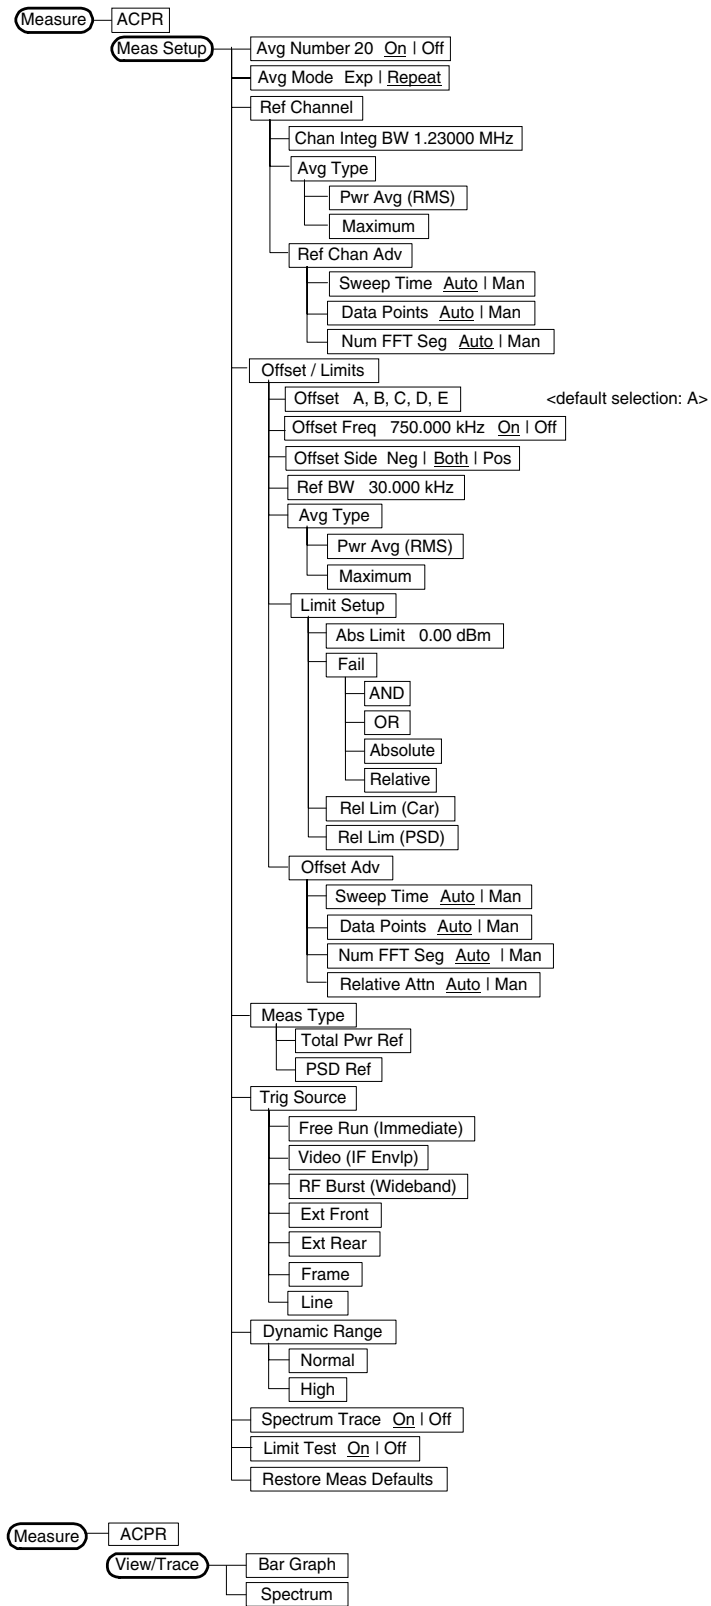 Measure
ACPR
Meas Setup
Avg Number 20 On | Off
Avg Mode Exp | Repeat
Ref Channel
Chan Integ BW 1.23000 MHz
Avg Type
Pwr Avg (RMS)
Maximum
Ref Chan Adv
Sweep Time Auto | Man
Data Points Auto | Man
Num FFT Seg Auto | Man
Offset / Limits
Offset A, B, C, D, E <default selection: A>
Offset Freq 750.000 kHz On | Off
Offset Side Neg | Both | Pos
Ref BW 30.000 kHz
Avg Type
Pwr Avg (RMS)
Maximum
Limit Setup
Abs Limit 0.00 dBm
Fail
AND
OR
Absolute
Relative
Rel Lim (Car)
Rel Lim (PSD)
Offset Adv
Sweep Time Auto | Man
Data Points Auto | Man
Num FFT Seg Auto | Man
Relative Attn Auto | Man
Meas Type
Total Pwr Ref
PSD Ref
Trig Source
Free Run (Immediate)
Video (IF Envlp)
RF Burst (Wideband)
Ext Front
Ext Rear
Frame
Line
Dynamic Range
Normal
High
Spectrum Trace On | Off
Limit Test On | Off
Restore Meas Defaults
Measure
ACPR
View/Trace
Bar Graph
Spectrum